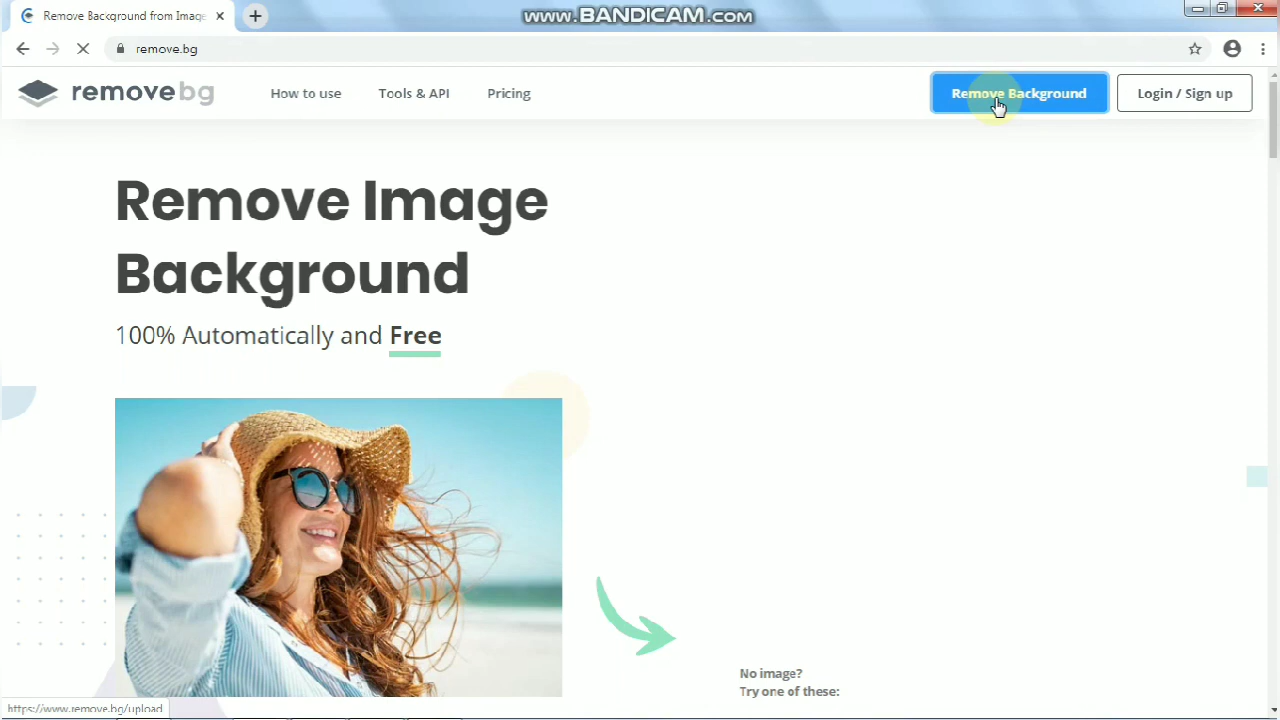 Remove Background from Image
www.BANDICAM.com
remove.bg
removebg
How to use
Tools & API
Pricing
Remove Background
Login / Sign up
Remove Image
Background
100% Automatically and Free
No image?
Try one of these:
https://www.remove.bg/upload